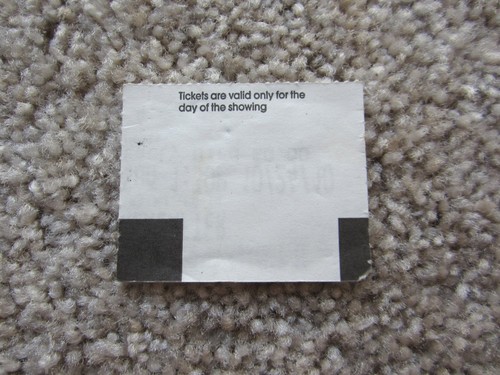 Tickets are valid only for the
day of the showing